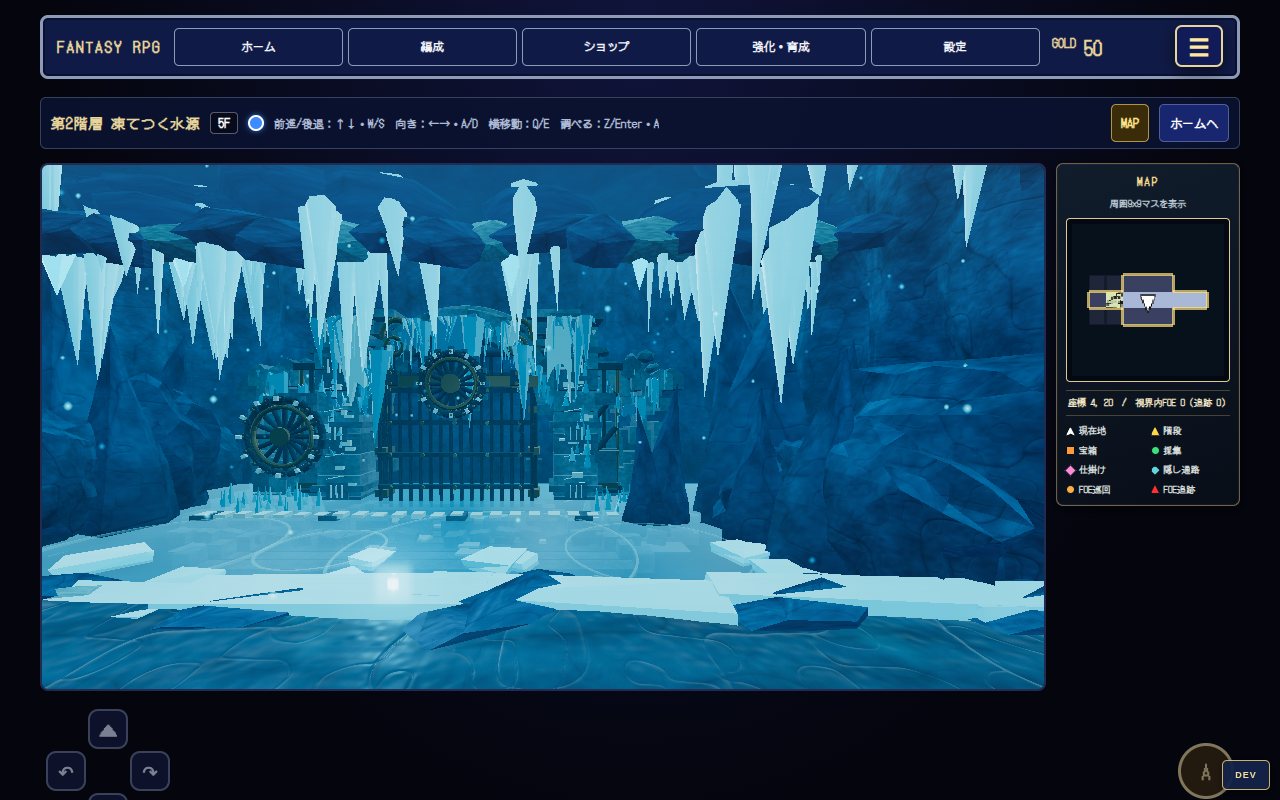 FANTASY RPG
ホーム
編成
ショップ
強化・育成
設定
GOLD 50
第2階層 凍てつく水源
5F
前進/後退:↑↓・W/S 向き:←→・A/D 横移動:Q/E 調べる:Z/Enter・A
MAP
ホームへ
MAP
周囲9x9マスを表示
座標 4, 20 / 視界内FOE 0 (追跡 0)
現在地
階段
宝箱
採集
仕掛け
隠し通路
FOE巡回
FOE追跡
A
DEV